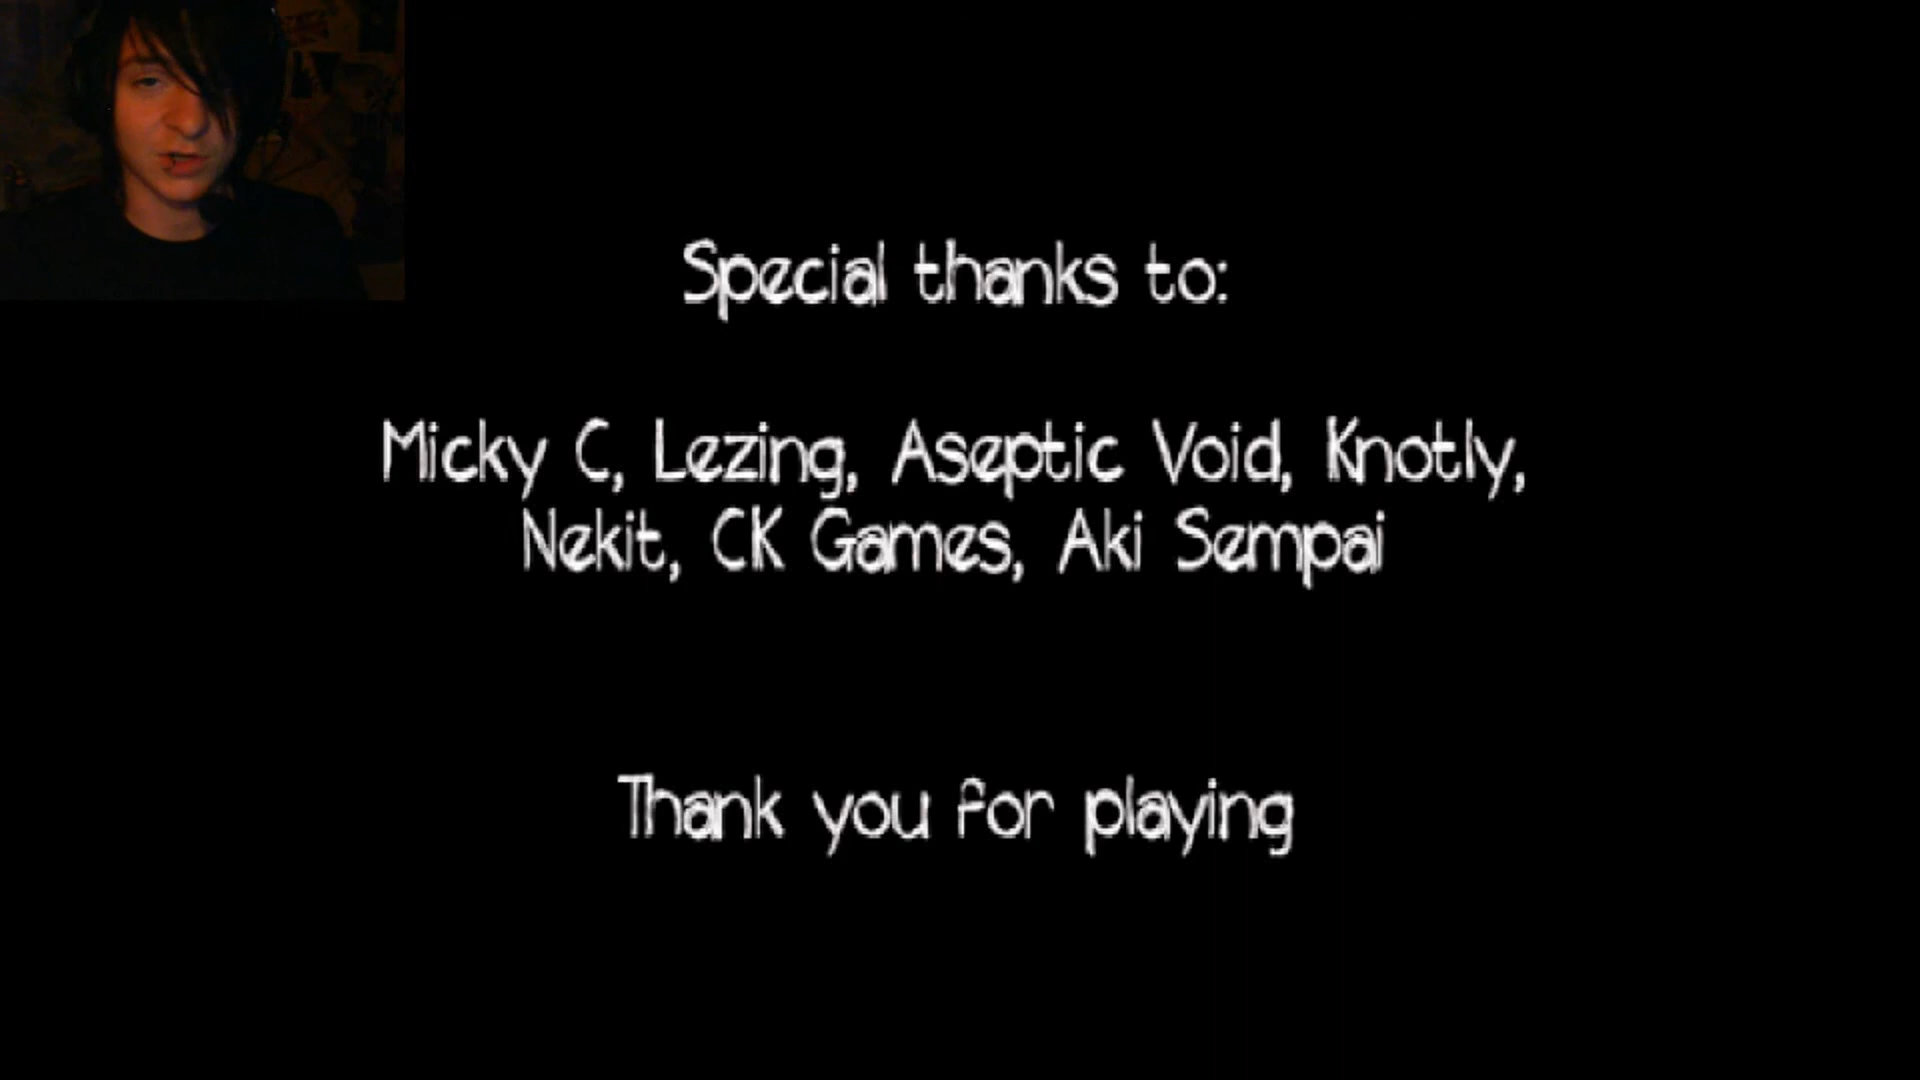 Special thanks to:
Micky C, Lezing, Aseptic Void, Knotly,
Nekit, CK Games, Aki Sempai
Thank you for playing